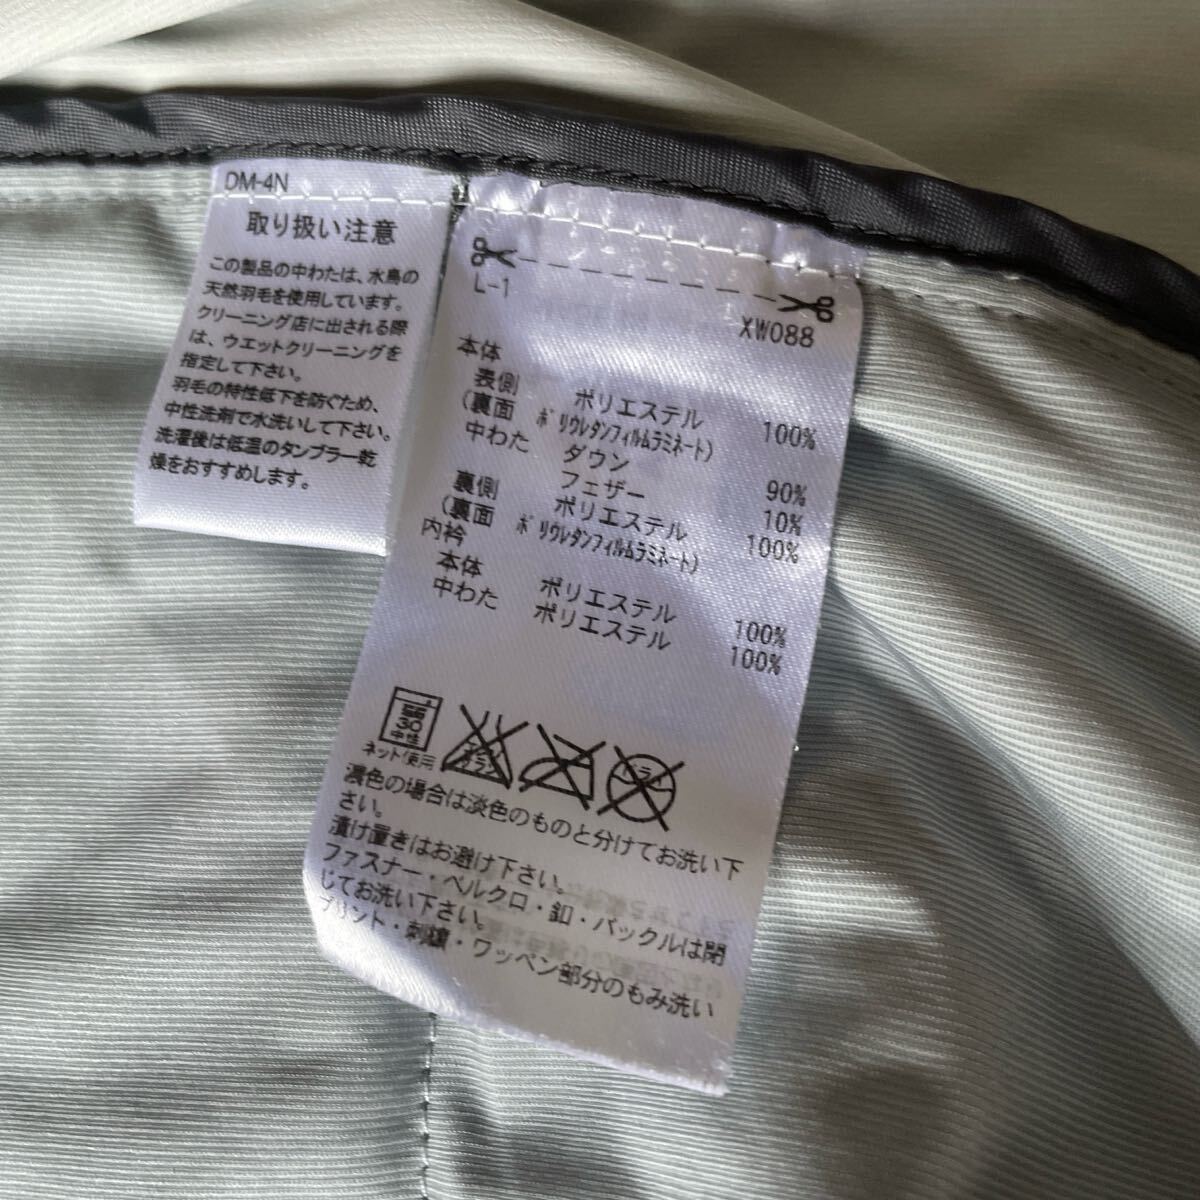 DM-4N
取り扱い注意
この製品の中わたは、水鳥の
天然羽毛を使用しています。
クリーニング店に出される際
は、ウエットクリーニングを
指定して下さい。
羽毛の特性低下を防ぐため、
中性洗剤で水洗いして下さい。
洗濯後は低温のタンブラー乾
燥をおすすめします。
L-1
XW088
本体
表側 ポリエステル 100%
(裏面 ポリウレタンフィルムラミネート)
中わた ダウン 90%
フェザー 10%
裏側 ポリエステル 100%
(裏面 ポリウレタンフィルムラミネート)
内衿
本体 ポリエステル 100%
中わた ポリエステル 100%
30
中性
エンソ
サラシ
ドライ
ネット使用
濃色の場合は淡色のものと分けてお洗い下
さい。
漬け置きはお避け下さい。
ファスナー・ベルクロ・釦・バックルは閉
じてお洗い下さい。
プリント・刺繍・ワッペン部分のもみ洗い